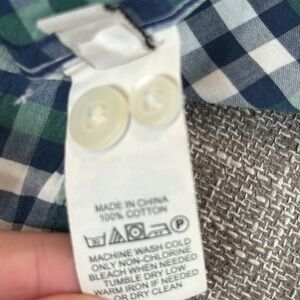 MADE IN CHINA
100% COTTON
30 P
MACHINE WASH COLD
ONLY NON-CHLORINE
BLEACH WHEN NEEDED
TUMBLE DRY LOW
WARM IRON IF NEEDED
OR DRY CLEAN